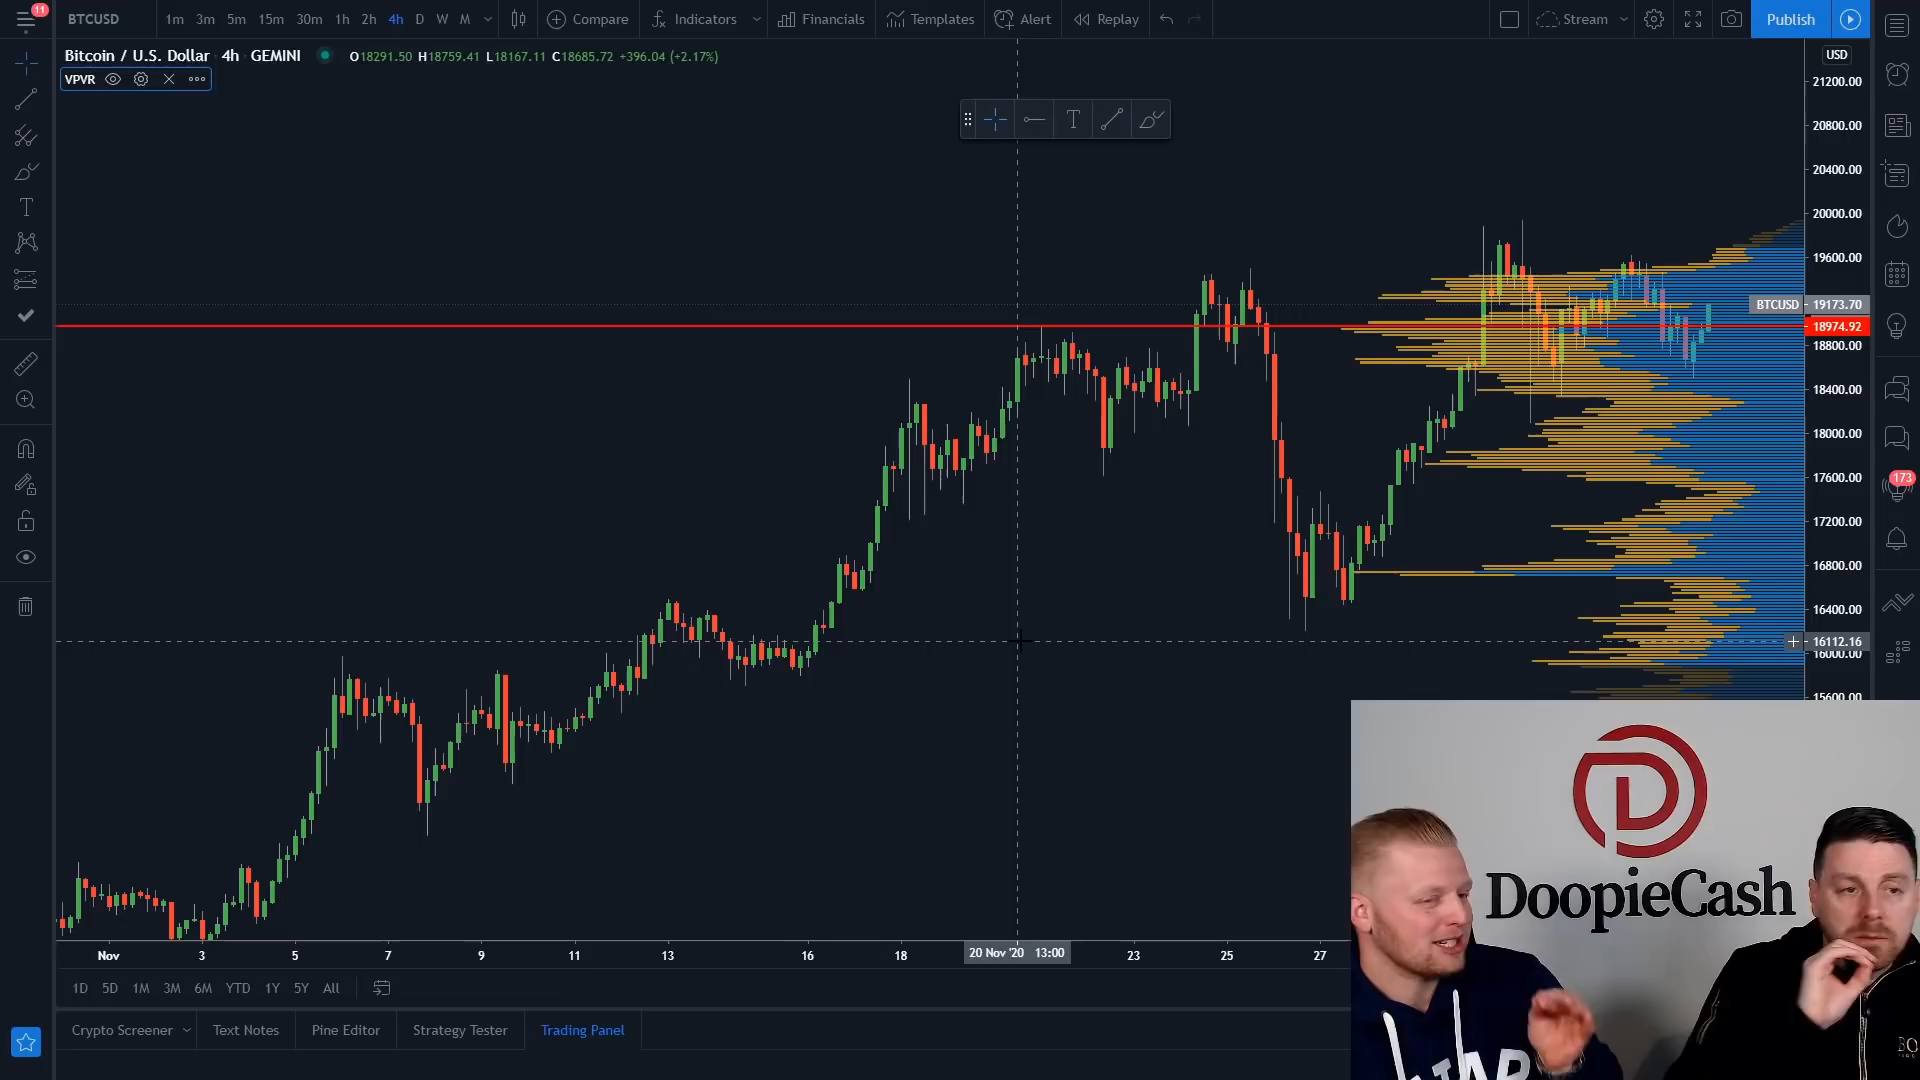 11
BTCUSD 1m 3m 5m 15m 30m 1h 2h 4h D W M Compare Indicators Financials Templates Alert Replay Stream Publish
Bitcoin / U.S. Dollar 4h GEMINI O18291.50 H18759.41 L18167.11 C18685.72 +396.04 (+2.17%)
USD
VPVR
21200.00
20800.00
20400.00
20000.00
19600.00
BTCUSD 19173.70
18974.92
18800.00
18400.00
18000.00
17600.00
173
17200.00
16800.00
16400.00
16112.16
16000.00
15600.00
DoopieCash
Nov 3 5 7 9 11 13 16 18 20 Nov '20 13:00 23 25 27
1D 5D 1M 3M 6M YTD 1Y 5Y All
Crypto Screener Text Notes Pine Editor Strategy Tester Trading Panel